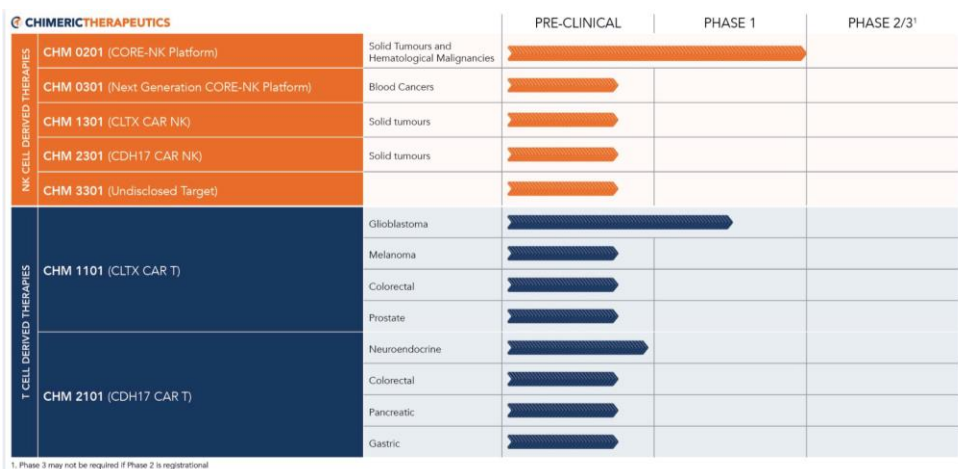 CHIMERICTHERAPEUTICS
PRE-CLINICAL
PHASE 1
PHASE 2/3¹
NK CELL DERIVED THERAPIES
CHM 0201 (CORE-NK Platform)
Solid Tumours and
Hematological Malignancies
CHM 0301 (Next Generation CORE-NK Platform)
Blood Cancers
CHM 1301 (CLTX CAR NK)
Solid tumours
CHM 2301 (CDH17 CAR NK)
Solid tumours
CHM 3301 (Undisclosed Target)
T CELL DERIVED THERAPIES
CHM 1101 (CLTX CAR T)
Glioblastoma
Melanoma
Colorectal
Prostate
CHM 2101 (CDH17 CAR T)
Neuroendocrine
Colorectal
Pancreatic
Gastric
1. Phase 3 may not be required if Phase 2 is registrational